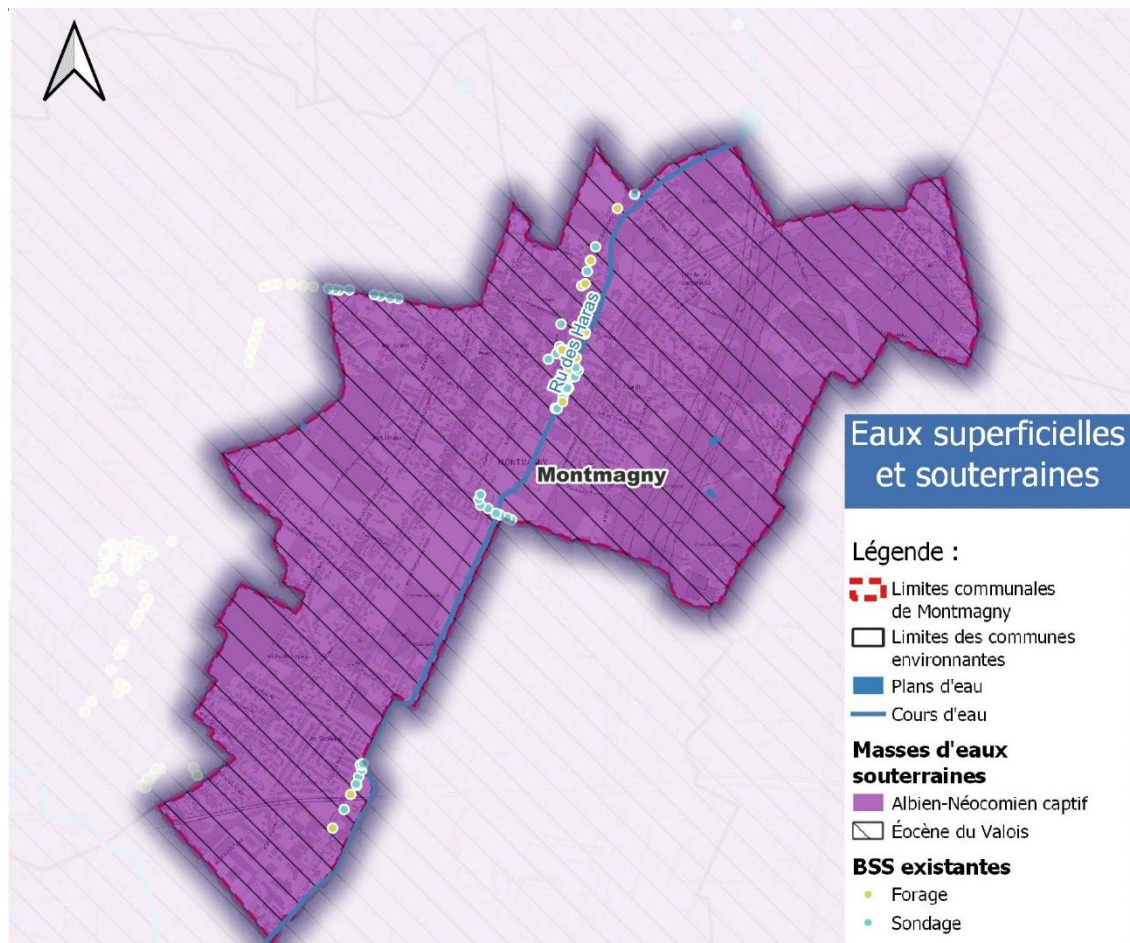 Ru des Haras
MONTMAGNY
Montmagny
Eaux superficielles
et souterraines
Légende :
Limites communales
de Montmagny
Limites des communes
environnantes
Plans d'eau
Cours d'eau
Masses d'eaux
souterraines
Albien-Néocomien captif
Éocène du Valois
BSS existantes
Forage
Sondage